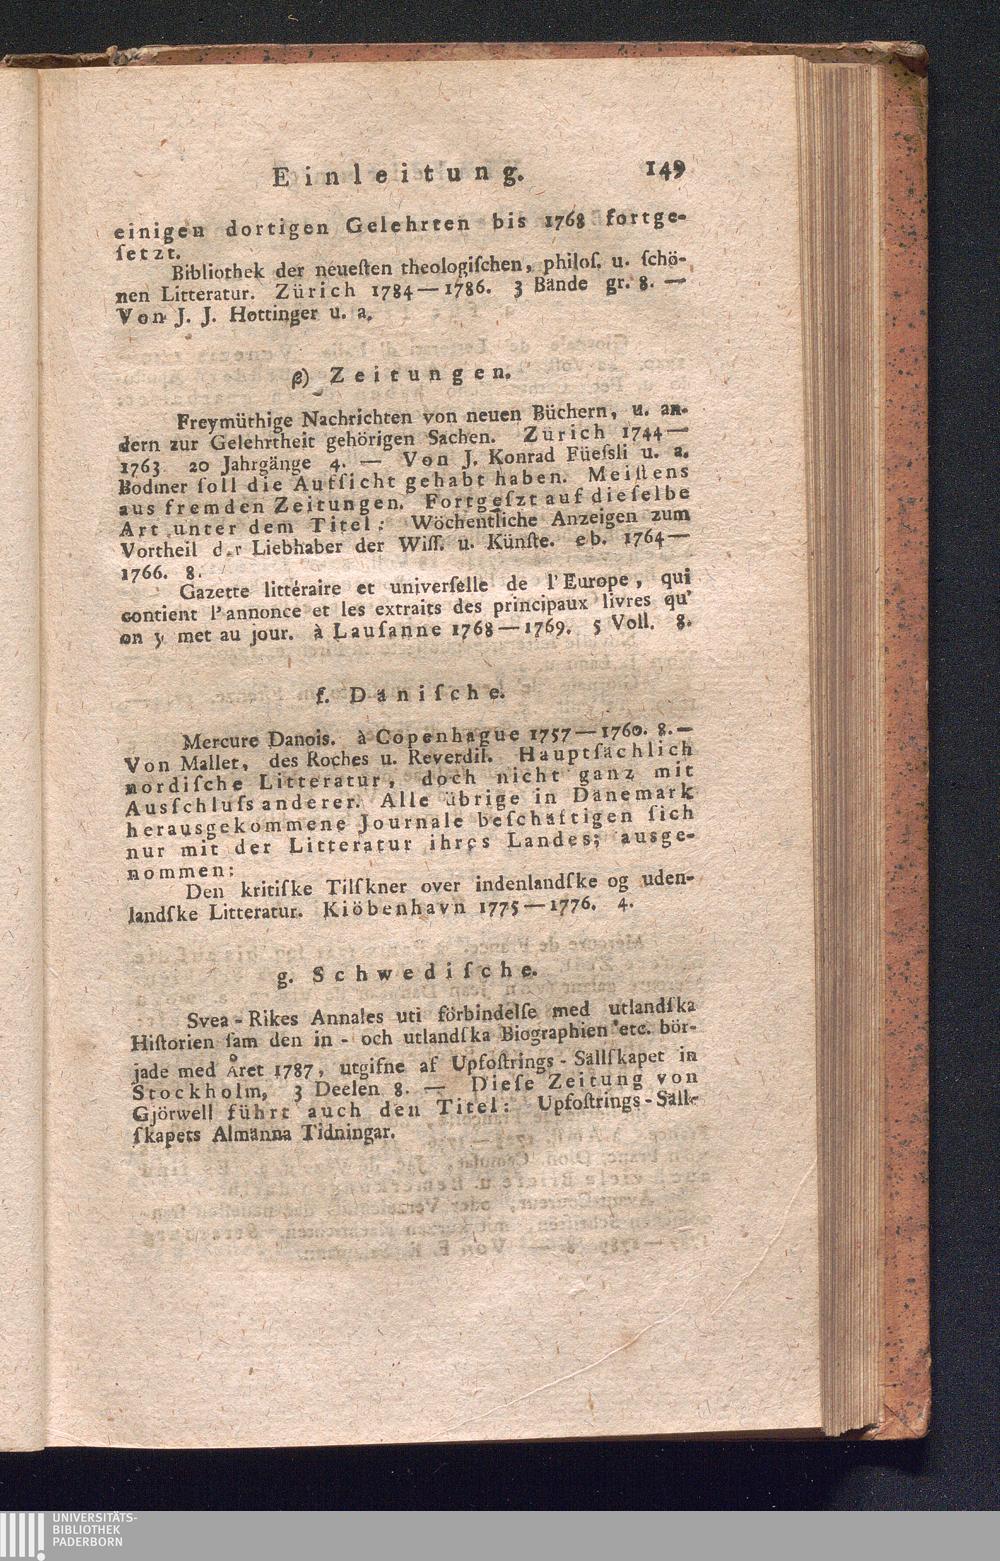 Einleitung. 149
einigen dortigen Gelehrten bis 1768 fortge-
ſetzt.
Bibliothek der neueſten theologiſchen, philoſ. u. ſchö-
nen Litteratur. Zürich 1784—1786. 3 Bände gr. 8. —
Von J. J. Hottinger u. a.
β) Zeitungen.
Freymüthige Nachrichten von neuen Büchern, u. an-
dern zur Gelehrtheit gehörigen Sachen. Zürich 1744—
1763 20 Jahrgänge 4. — Von J. Konrad Füeſsli u. a.
Bodmer ſoll die Aufſicht gehabt haben. Meiſtens
aus fremden Zeitungen. Fortgeſzt auf dieſelbe
Art unter dem Titel: Wöchentliche Anzeigen zum
Vortheil der Liebhaber der Wiſſ. u. Künſte. eb. 1764—
1766. 8.
Gazette littéraire et univerſelle de l'Europe, qui
contient l'annonce et les extraits des principaux livres qu'
on y met au jour. à Lauſanne 1768—1769. 5 Voll. 8.
f. Däniſche.
Mercure Danois. à Copenhague 1757—1760. 8.—
Von Mallet, des Roches u. Reverdil. Hauptſächlich
nordiſche Litteratur, doch nicht ganz mit
Ausſchluſs anderer. Alle übrige in Dänemark
herausgekommene Journale beſchäftigen ſich
nur mit der Litteratur ihres Landes; ausge-
nommen:
Den kritiſke Tilſkner over indenlandſke og uden-
landſke Litteratur. Kiöbenhavn 1775—1776. 4.
g. Schwediſche.
Svea-Rikes Annales uti förbindelſe med utlandſka
Hiſtorien ſam den in- och utlandſka Biographien etc. bör-
jade med Året 1787, utgifne af Upfoſtrings-Sällſkapet in
Stockholm, 3 Deelen 8. — Dieſe Zeitung von
Gjörwell führt auch den Titel: Upfoſtrings-Sällk-
ſkapets Almänna Tidningar.
UNIVERSITÄTS-
BIBLIOTHEK
PADERBORN